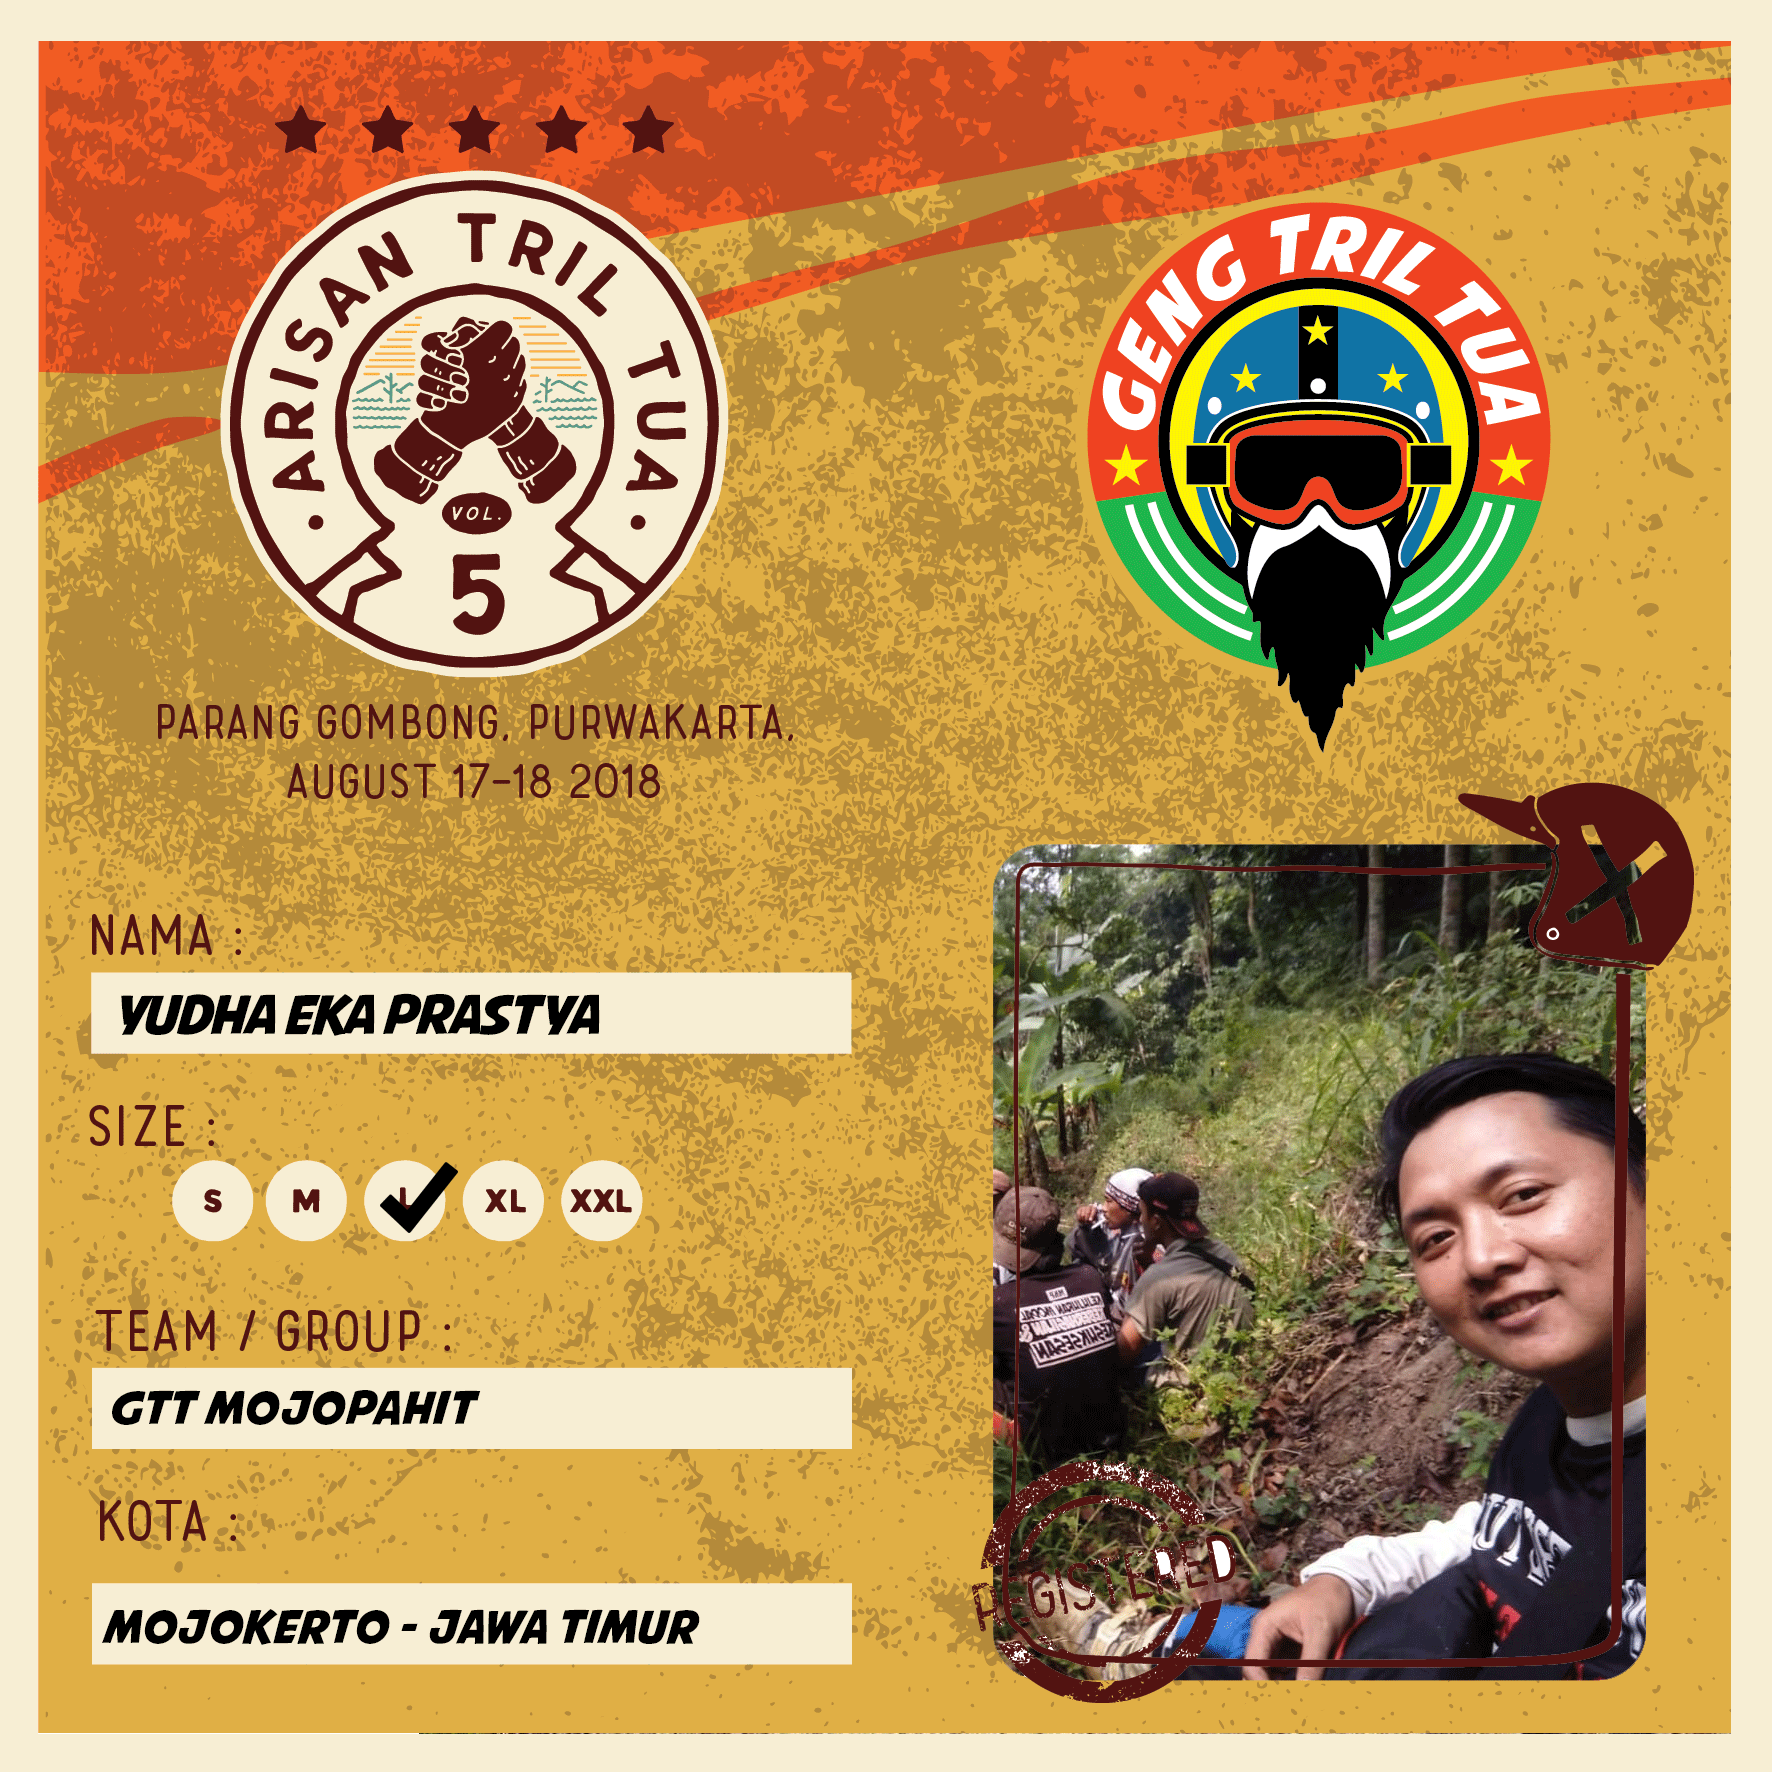 ARISAN TRIL TUA
VOL.
5
GENG TRIL TUA
PARANG GOMBONG, PURWAKARTA,
AUGUST 17-18 2018
NAMA :
YUDHA EKA PRASTYA
SIZE :
S M L XL XXL
TEAM / GROUP :
GTT MOJOPAHIT
KOTA :
MOJOKERTO - JAWA TIMUR
REGISTERED